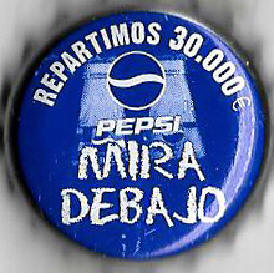 REPARTIMOS 30.000 €
PEPSI
MIRA
DEBAJO